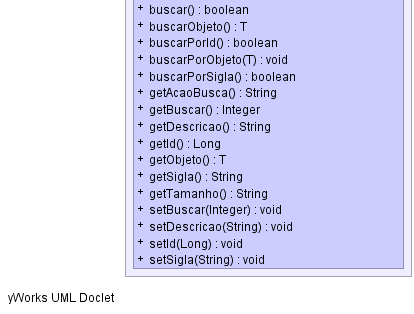 + buscar() : boolean
+ buscarObjeto() : T
+ buscarPorId() : boolean
+ buscarPorObjeto(T) : void
+ buscarPorSigla() : boolean
+ getAcaoBusca() : String
+ getBuscar() : Integer
+ getDescricao() : String
+ getId() : Long
+ getObjeto() : T
+ getSigla() : String
+ getTamanho() : String
+ setBuscar(Integer) : void
+ setDescricao(String) : void
+ setId(Long) : void
+ setSigla(String) : void
yWorks UML Doclet